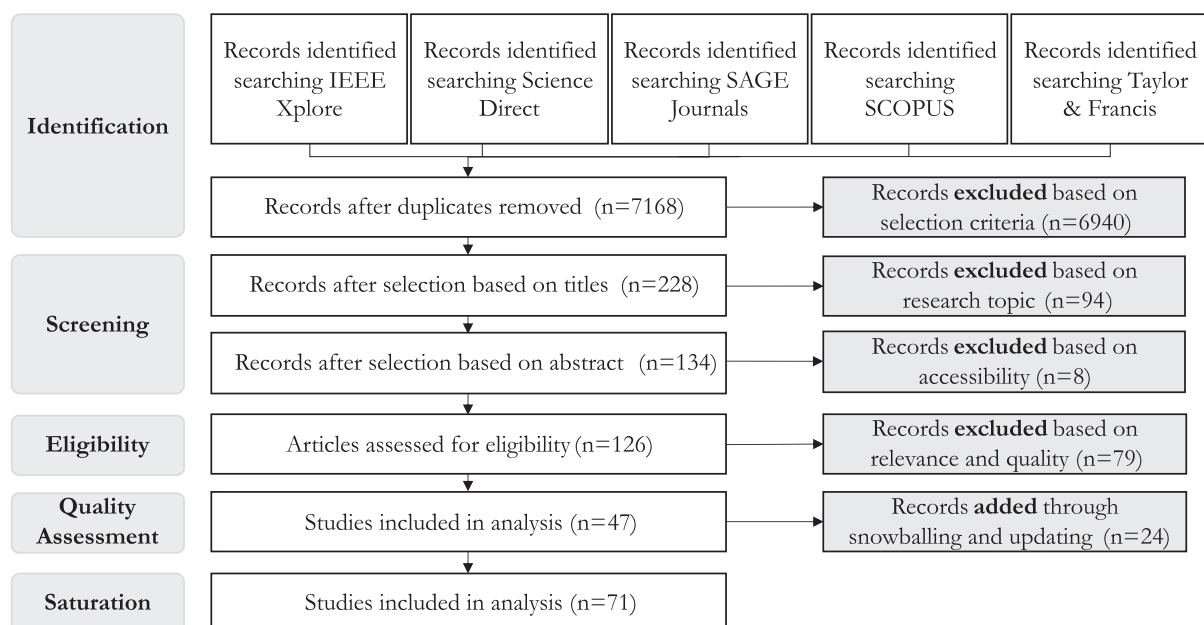 Identification
Records identified
searching IEEE
Xplore
Records identified
searching Science
Direct
Records identified
searching SAGE
Journals
Records identified
searching
SCOPUS
Records identified
searching Taylor
& Francis
Records after duplicates removed (n=7168)
Records excluded based on
selection criteria (n=6940)
Screening
Records after selection based on titles (n=228)
Records excluded based on
research topic (n=94)
Records after selection based on abstract (n=134)
Records excluded based on
accessibility (n=8)
Eligibility
Articles assessed for eligibility (n=126)
Records excluded based on
relevance and quality (n=79)
Quality
Assessment
Studies included in analysis (n=47)
Records added through
snowballing and updating (n=24)
Saturation
Studies included in analysis (n=71)